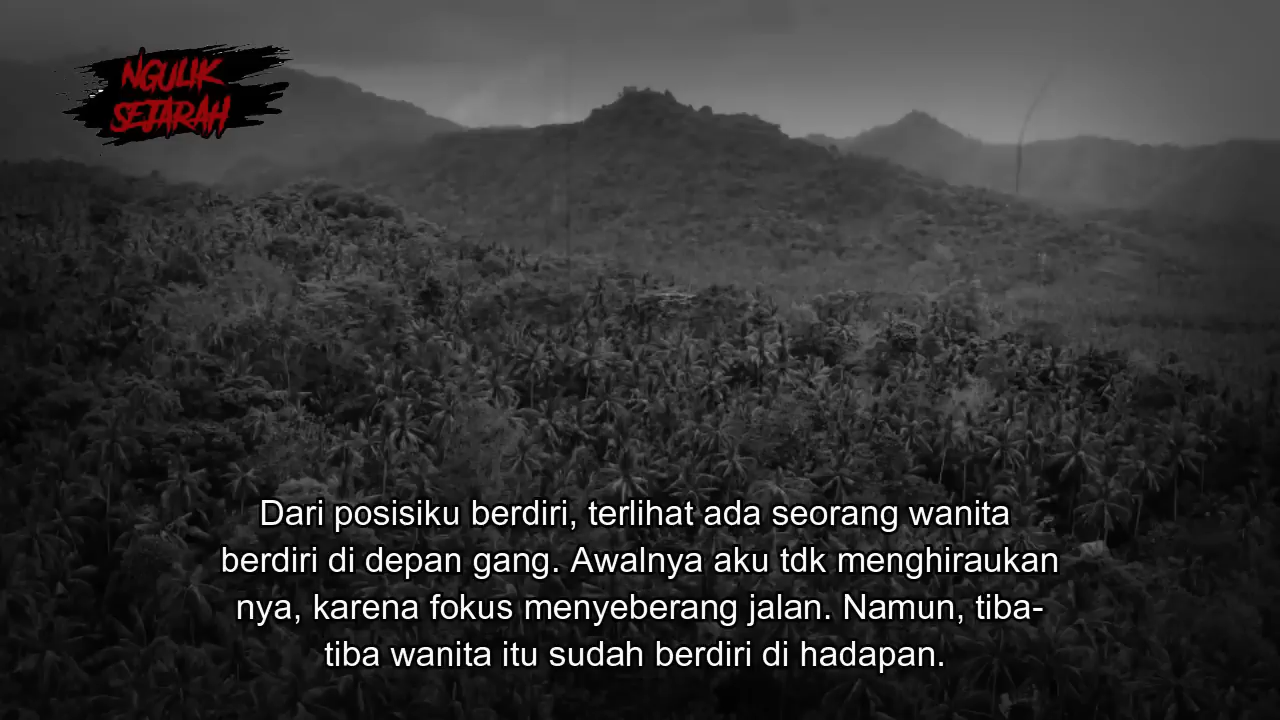 NGULIK
SEJARAH
Dari posisiku berdiri, terlihat ada seorang wanita
berdiri di depan gang. Awalnya aku tdk menghiraukan
nya, karena fokus menyeberang jalan. Namun, tiba-
tiba wanita itu sudah berdiri di hadapan.